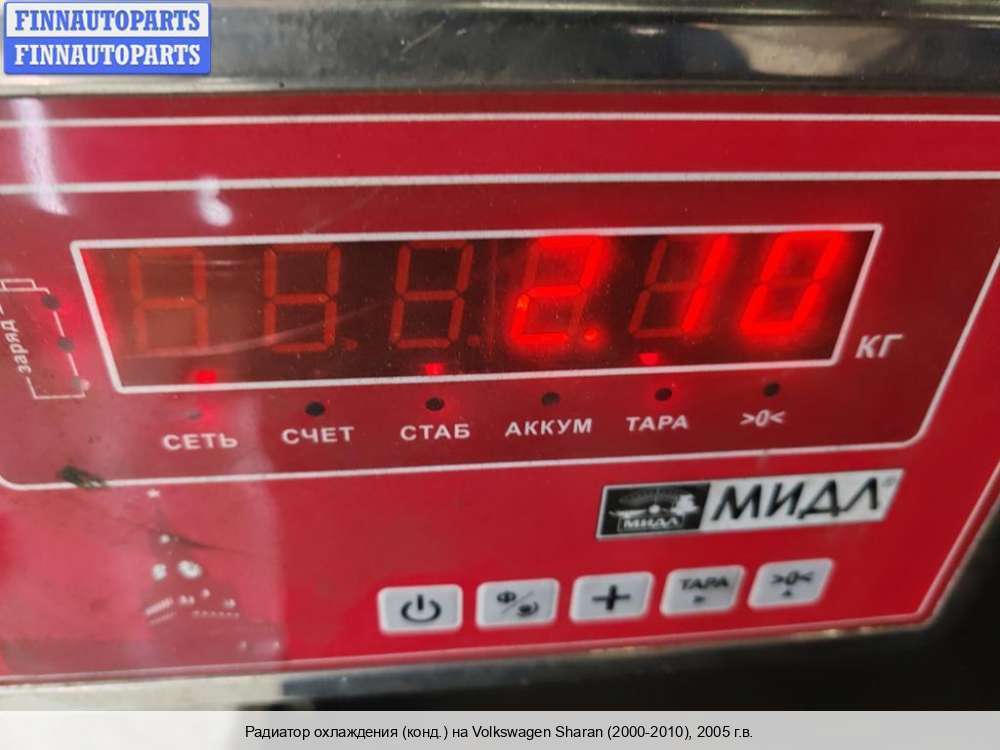 FINNAUTOPARTS
FINNAUTOPARTS
2.10
КГ
заряд
СЕТЬ СЧЕТ СТАБ АККУМ ТАРА >0<
МИДЛ МИДЛ®
Ф/ + ТАРА >0<
Радиатор охлаждения (конд.) на Volkswagen Sharan (2000-2010), 2005 г.в.